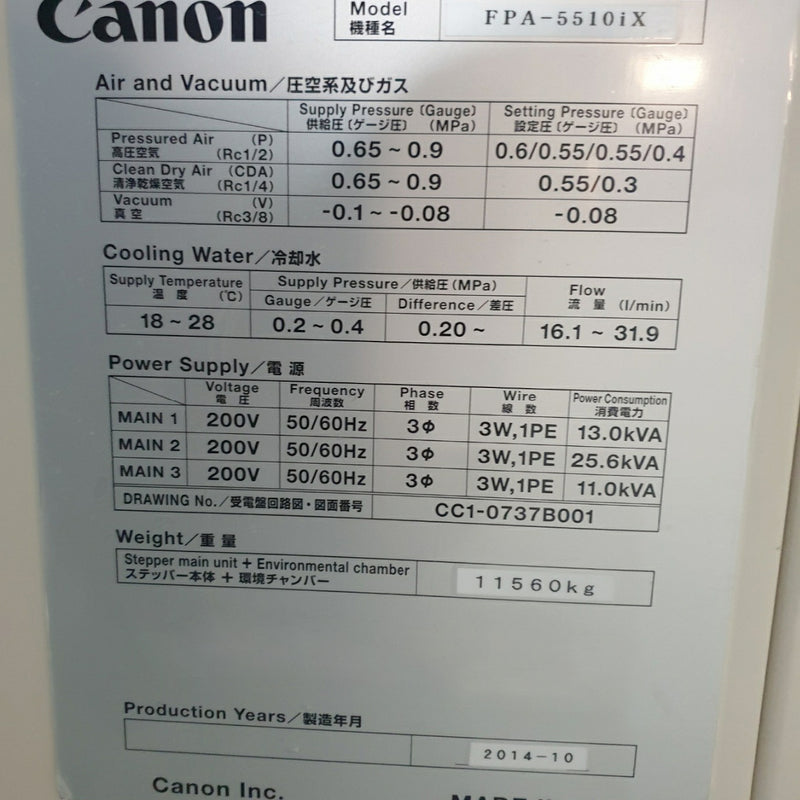 Canon
Model FPA-5510iX
機種名
Air and Vacuum／圧空系及びガス
Supply Pressure〔Gauge〕 Setting Pressure〔Gauge〕
供給圧〔ゲージ圧〕 (MPa) 設定圧〔ゲージ圧〕 (MPa)
Pressured Air (P) 0.65 ~ 0.9 0.6/0.55/0.55/0.4
高圧空気 (Rc1/2)
Clean Dry Air (CDA) 0.65 ~ 0.9 0.55/0.3
清浄乾燥空気 (Rc1/4)
Vacuum (V) -0.1 ~ -0.08 -0.08
真空 (Rc3/8)
Cooling Water／冷却水
Supply Temperature Supply Pressure／供給圧(MPa) Flow
温 度 (℃) Gauge／ゲージ圧 Difference／差圧 流 量 (l/min)
18 ~ 28 0.2 ~ 0.4 0.20 ~ 16.1 ~ 31.9
Power Supply／電 源
Voltage Frequency Phase Wire Power Consumption
電 圧 周波数 相 数 線 数 消費電力
MAIN 1 200V 50/60Hz 3Φ 3W,1PE 13.0kVA
MAIN 2 200V 50/60Hz 3Φ 3W,1PE 25.6kVA
MAIN 3 200V 50/60Hz 3Φ 3W,1PE 11.0kVA
DRAWING No.／受電盤回路図・図面番号 CC1-0737B001
Weight／重 量
Stepper main unit + Environmental chamber 11560kg
ステッパー本体 + 環境チャンバー
Production Years／製造年月
2014-10
Canon Inc.